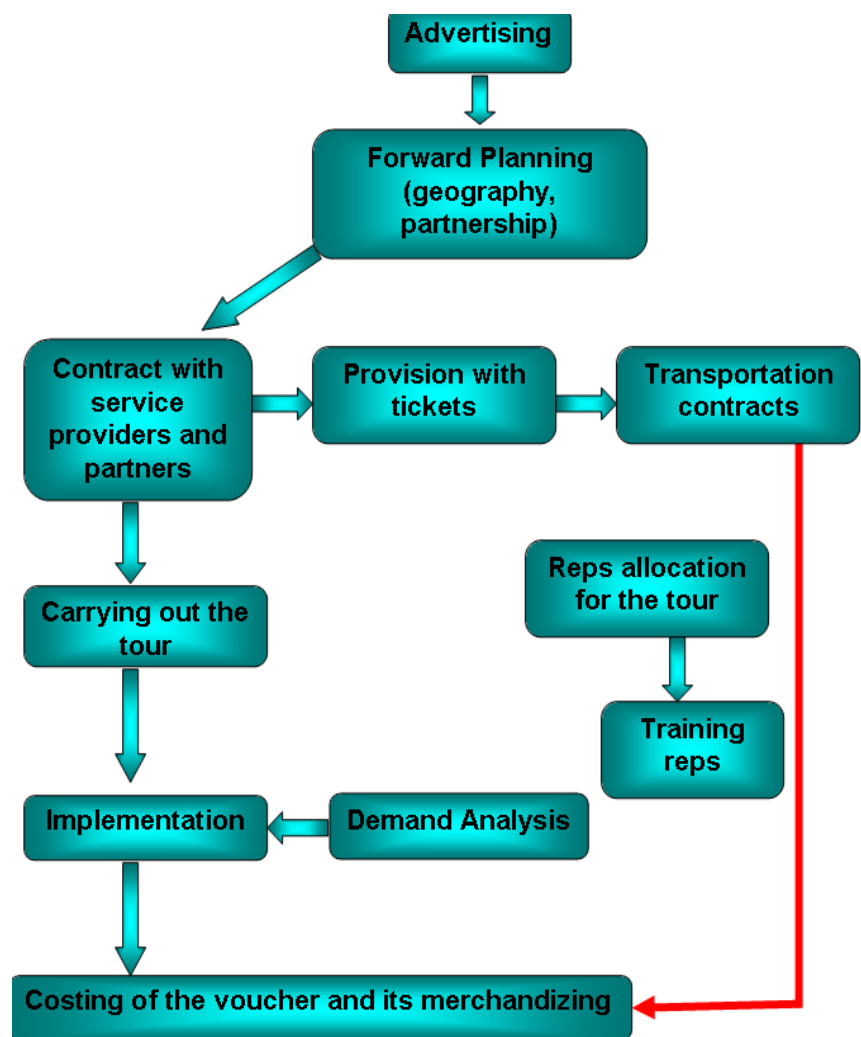 Advertising
Forward Planning
(geography,
partnership)
Contract with
service
providers and
partners
Provision with
tickets
Transportation
contracts
Reps allocation
for the tour
Carrying out the
tour
Training
reps
Implementation
Demand Analysis
Costing of the voucher and its merchandizing